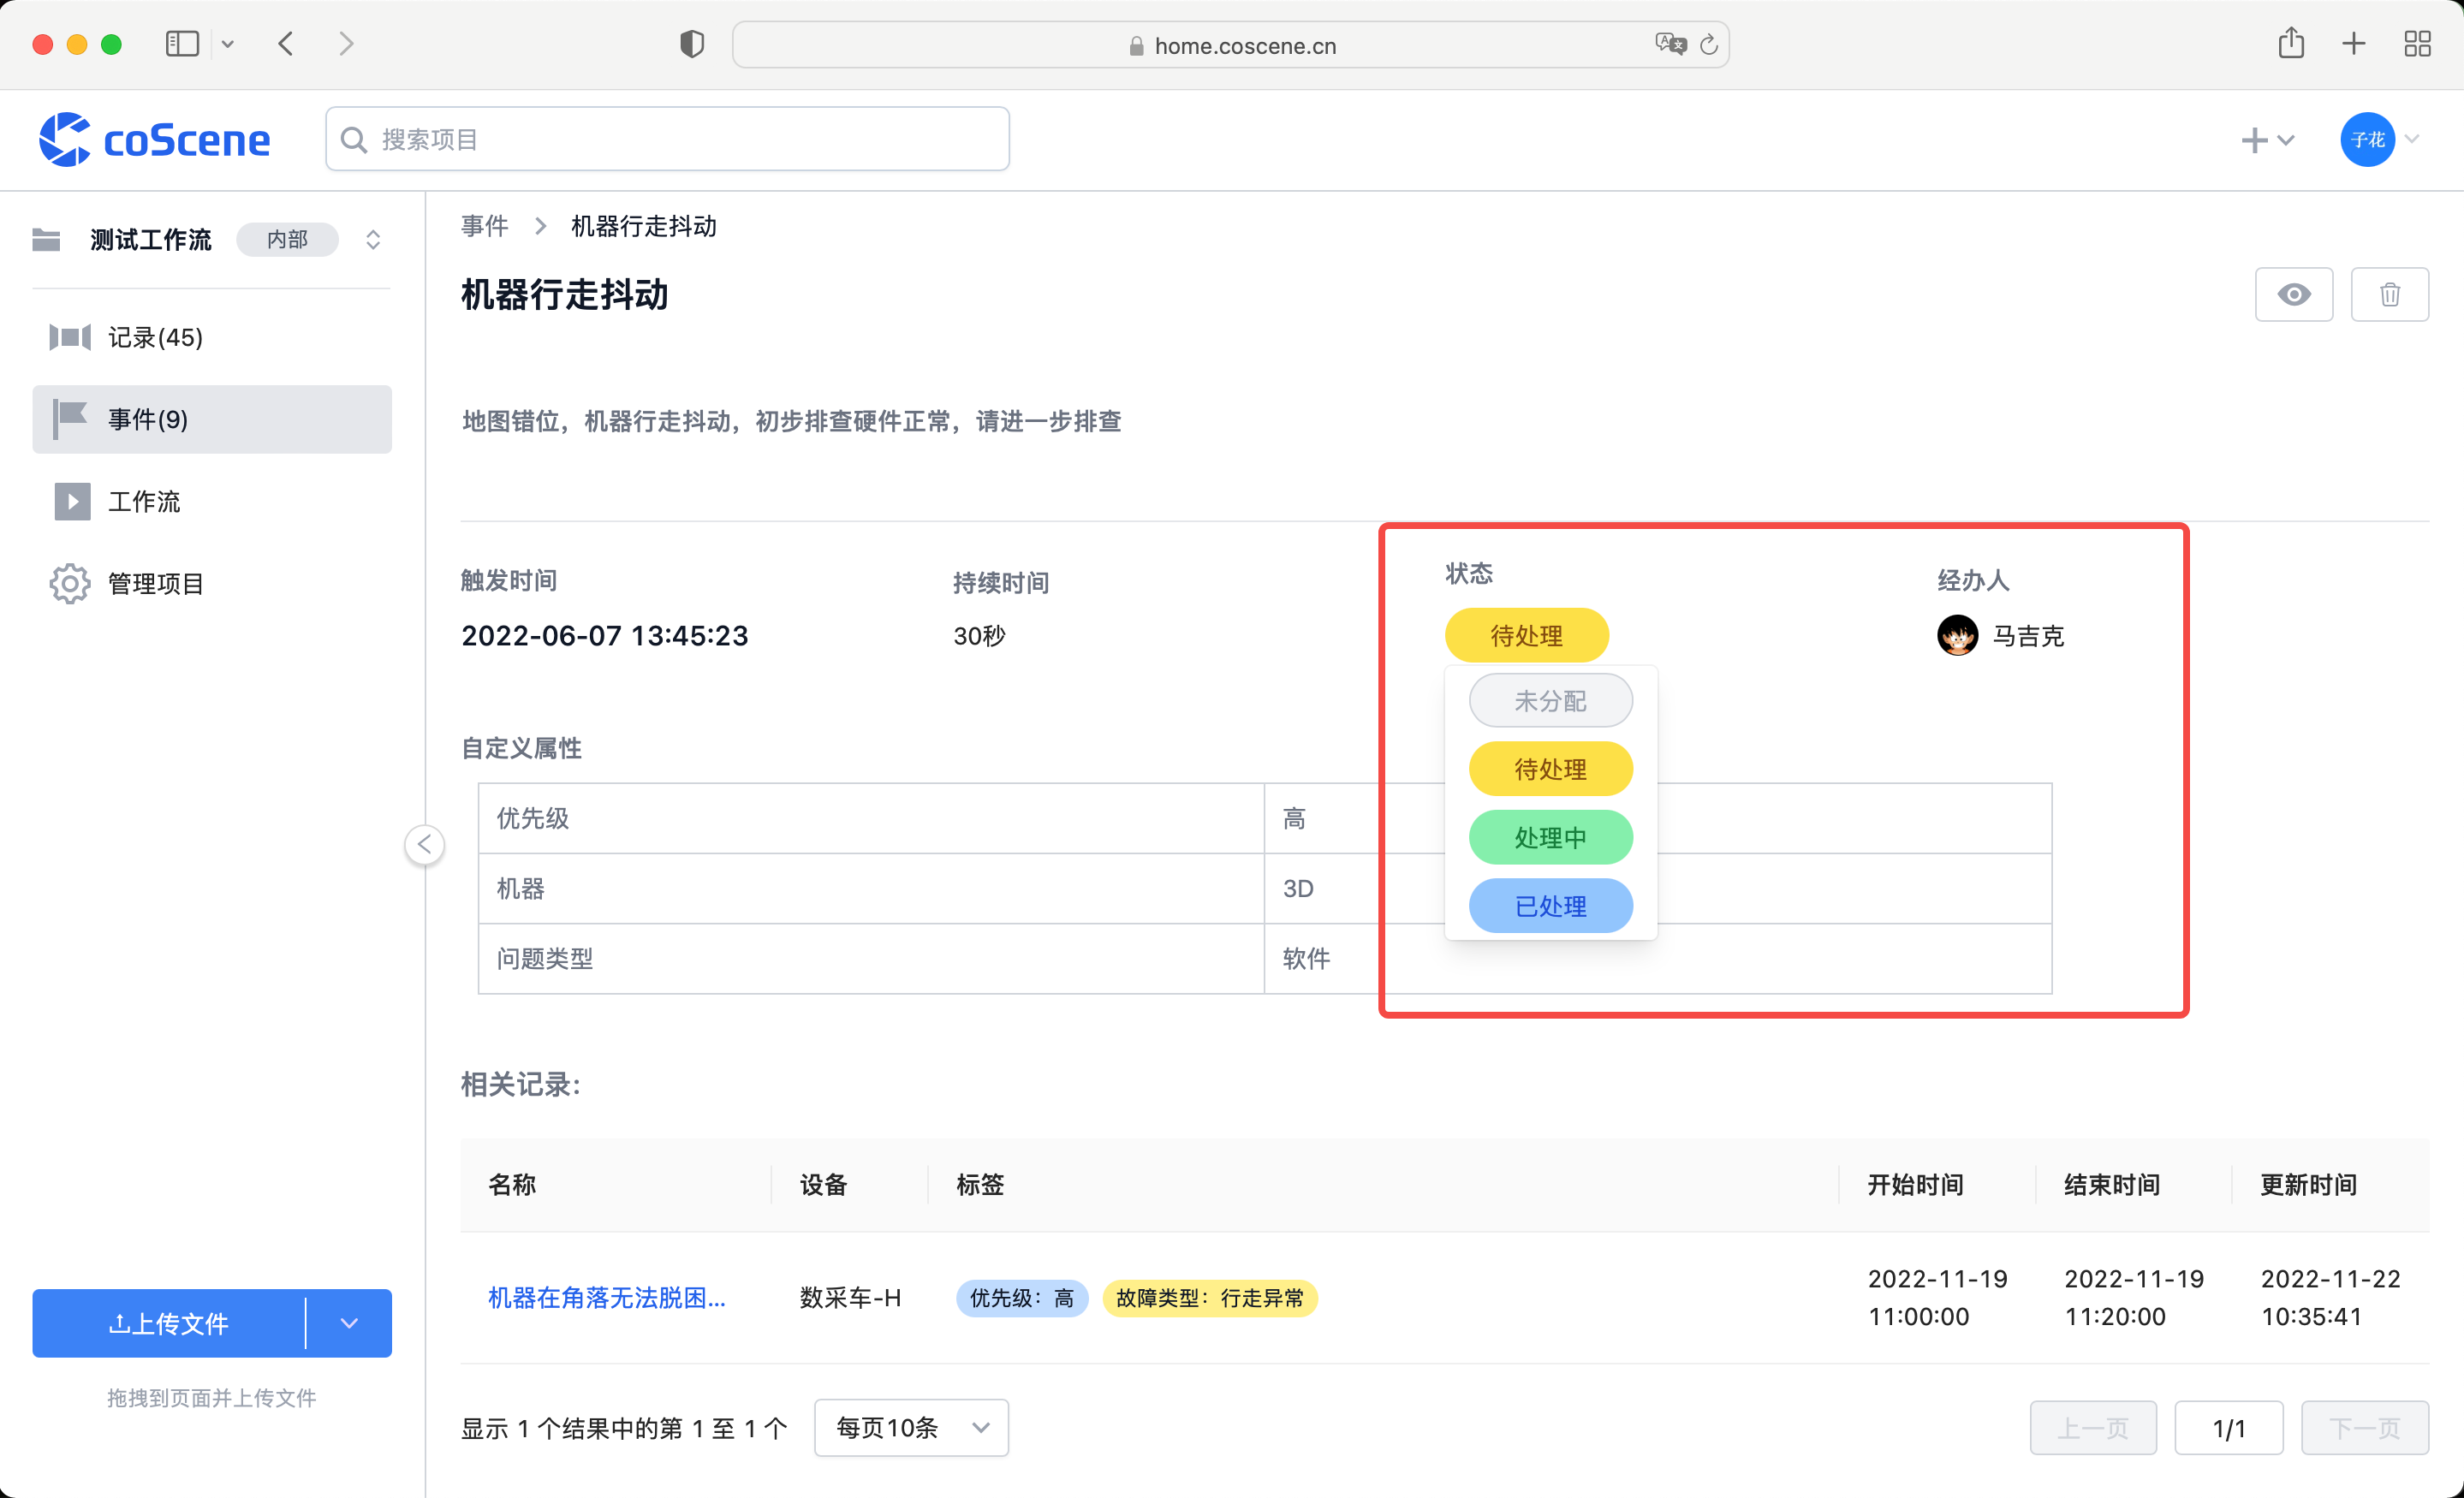 home.coscene.cn
coScene
搜索项目
子花
测试工作流 内部
记录(45)
事件(9)
工作流
管理项目
上传文件
拖拽到页面并上传文件
事件 > 机器行走抖动
机器行走抖动
地图错位，机器行走抖动，初步排查硬件正常，请进一步排查
触发时间 持续时间 状态 经办人
2022-06-07 13:45:23 30秒 待处理 马吉克
未分配
待处理
处理中
已处理
自定义属性
优先级 高
机器 3D
问题类型 软件
相关记录:
名称 设备 标签 开始时间 结束时间 更新时间
机器在角落无法脱困... 数采车-H 优先级：高 故障类型：行走异常 2022-11-19 2022-11-19 2022-11-22
11:00:00 11:20:00 10:35:41
显示 1 个结果中的第 1 至 1 个 每页10条 上一页 1/1 下一页